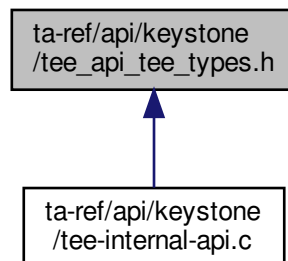 ta-ref/api/keystone
/tee_api_tee_types.h
ta-ref/api/keystone
/tee-internal-api.c